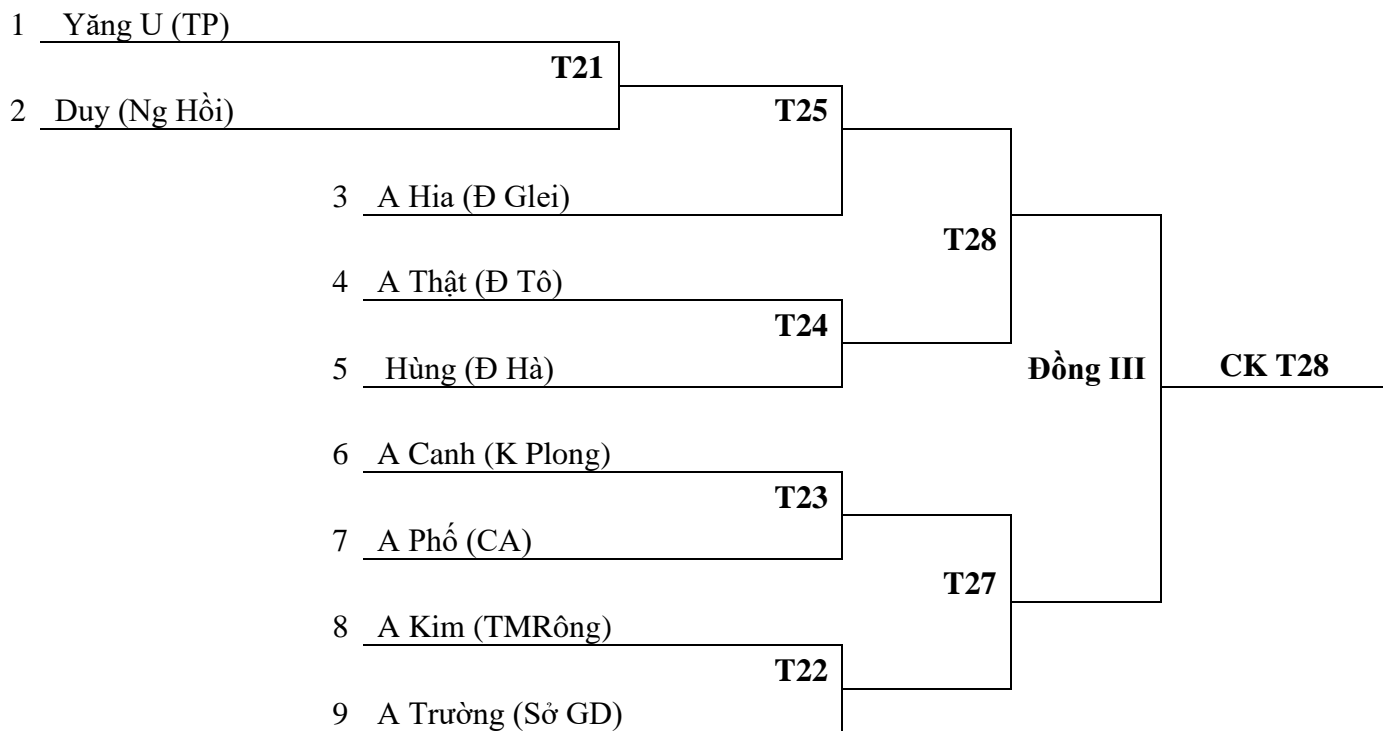 1 Yăng U (TP)
T21
2 Duy (Ng Hồi)
T25
3 A Hia (Đ Glei)
T28
4 A Thật (Đ Tô)
T24
5 Hùng (Đ Hà)
Đồng III
CK T28
6 A Canh (K Plong)
T23
7 A Phố (CA)
T27
8 A Kim (TMRông)
T22
9 A Trường (Sở GD)